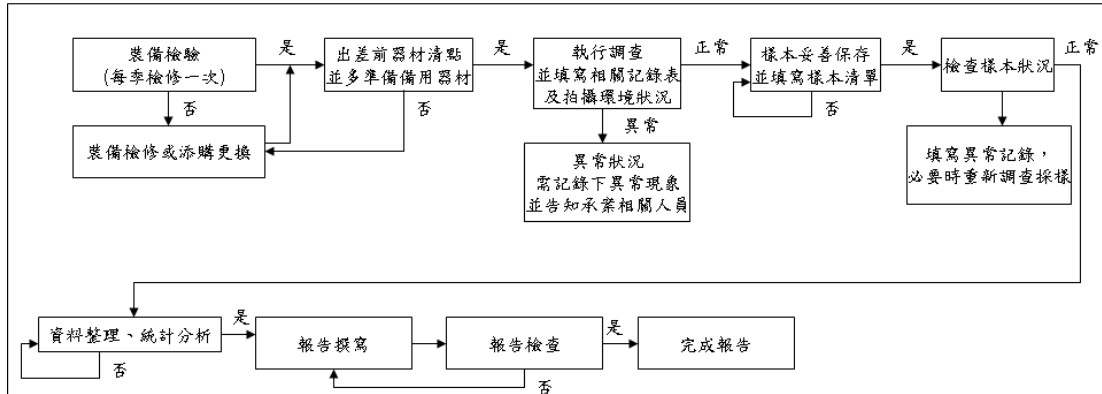 裝備檢驗
(每季檢修一次)
是
否
裝備檢修或添購更換
出差前器材清點
並多準備備用器材
是
否
執行調查
並填寫相關記錄表
及拍攝環境狀況
正常
異常
異常狀況
需記錄下異常現象
並告知承業相關人員
樣本妥善保存
並填寫樣本清單
是
否
檢查樣本狀況
正常
填寫異常記錄，
必要時重新調查採樣
資料整理、統計分析
是
否
報告撰寫
報告檢查
是
否
完成報告